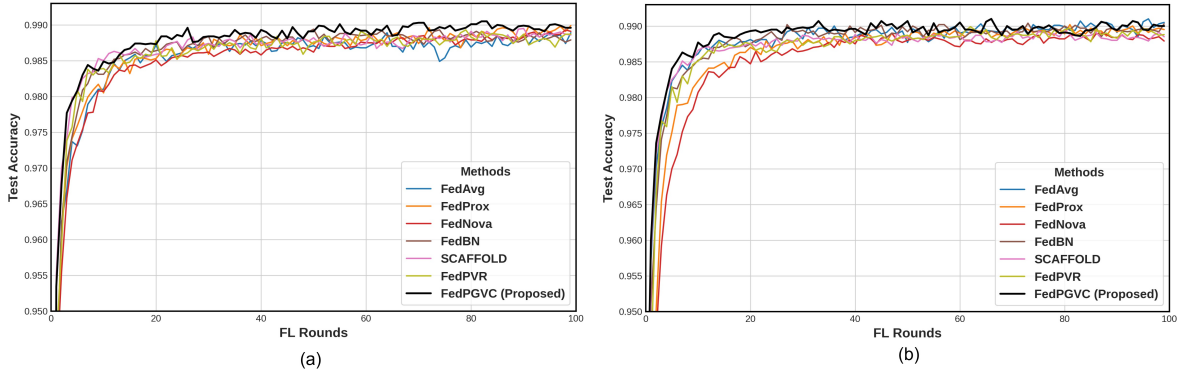 0.990
0.985
0.980
0.975
0.970
0.965
0.960
0.955
0.950
Test Accuracy
0
20
40
60
80
100
FL Rounds
Methods
FedAvg
FedProx
FedNova
FedBN
SCAFFOLD
FedPVR
FedPGVC (Proposed)
(a)
0.990
0.985
0.980
0.975
0.970
0.965
0.960
0.955
0.950
Test Accuracy
0
20
40
60
80
100
FL Rounds
Methods
FedAvg
FedProx
FedNova
FedBN
SCAFFOLD
FedPVR
FedPGVC (Proposed)
(b)